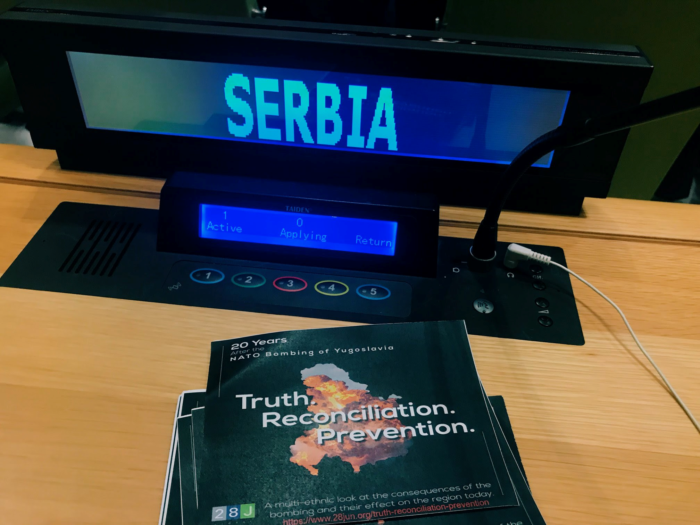 SERBIA
TAIDEN
1 0
Active Applying Return
1 2 3 4 5
20 Years
After the
NATO Bombing of Yugoslavia
Truth.
Reconciliation.
Prevention.
28J
A multi-ethnic look at the consequences of the
bombing and their effect on the region today.
https://www.28jun.org/truth-reconciliation-prevention